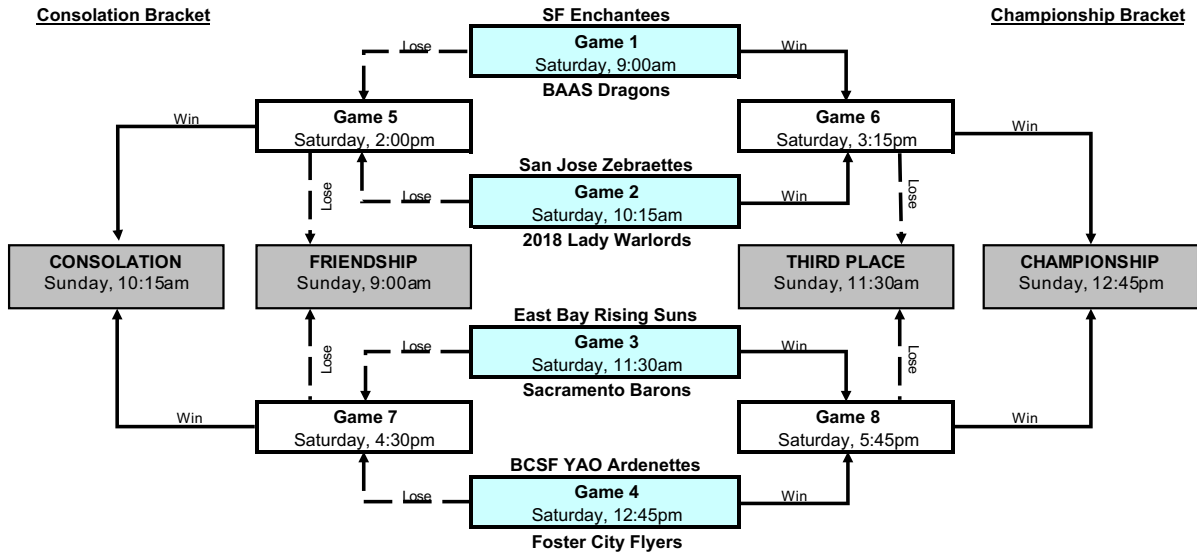 Consolation Bracket
SF Enchantees
Championship Bracket
Lose
Game 1
Saturday, 9:00am
Win
BAAS Dragons
Win
Game 5
Saturday, 2:00pm
Game 6
Saturday, 3:15pm
Win
San Jose Zebraettes
Lose
Lose
Game 2
Saturday, 10:15am
Win
Lose
2018 Lady Warlords
CONSOLATION
Sunday, 10:15am
FRIENDSHIP
Sunday, 9:00am
THIRD PLACE
Sunday, 11:30am
CHAMPIONSHIP
Sunday, 12:45pm
East Bay Rising Suns
Lose
Lose
Game 3
Saturday, 11:30am
Win
Lose
Sacramento Barons
Win
Game 7
Saturday, 4:30pm
Game 8
Saturday, 5:45pm
Win
BCSF YAO Ardenettes
Lose
Game 4
Saturday, 12:45pm
Win
Foster City Flyers